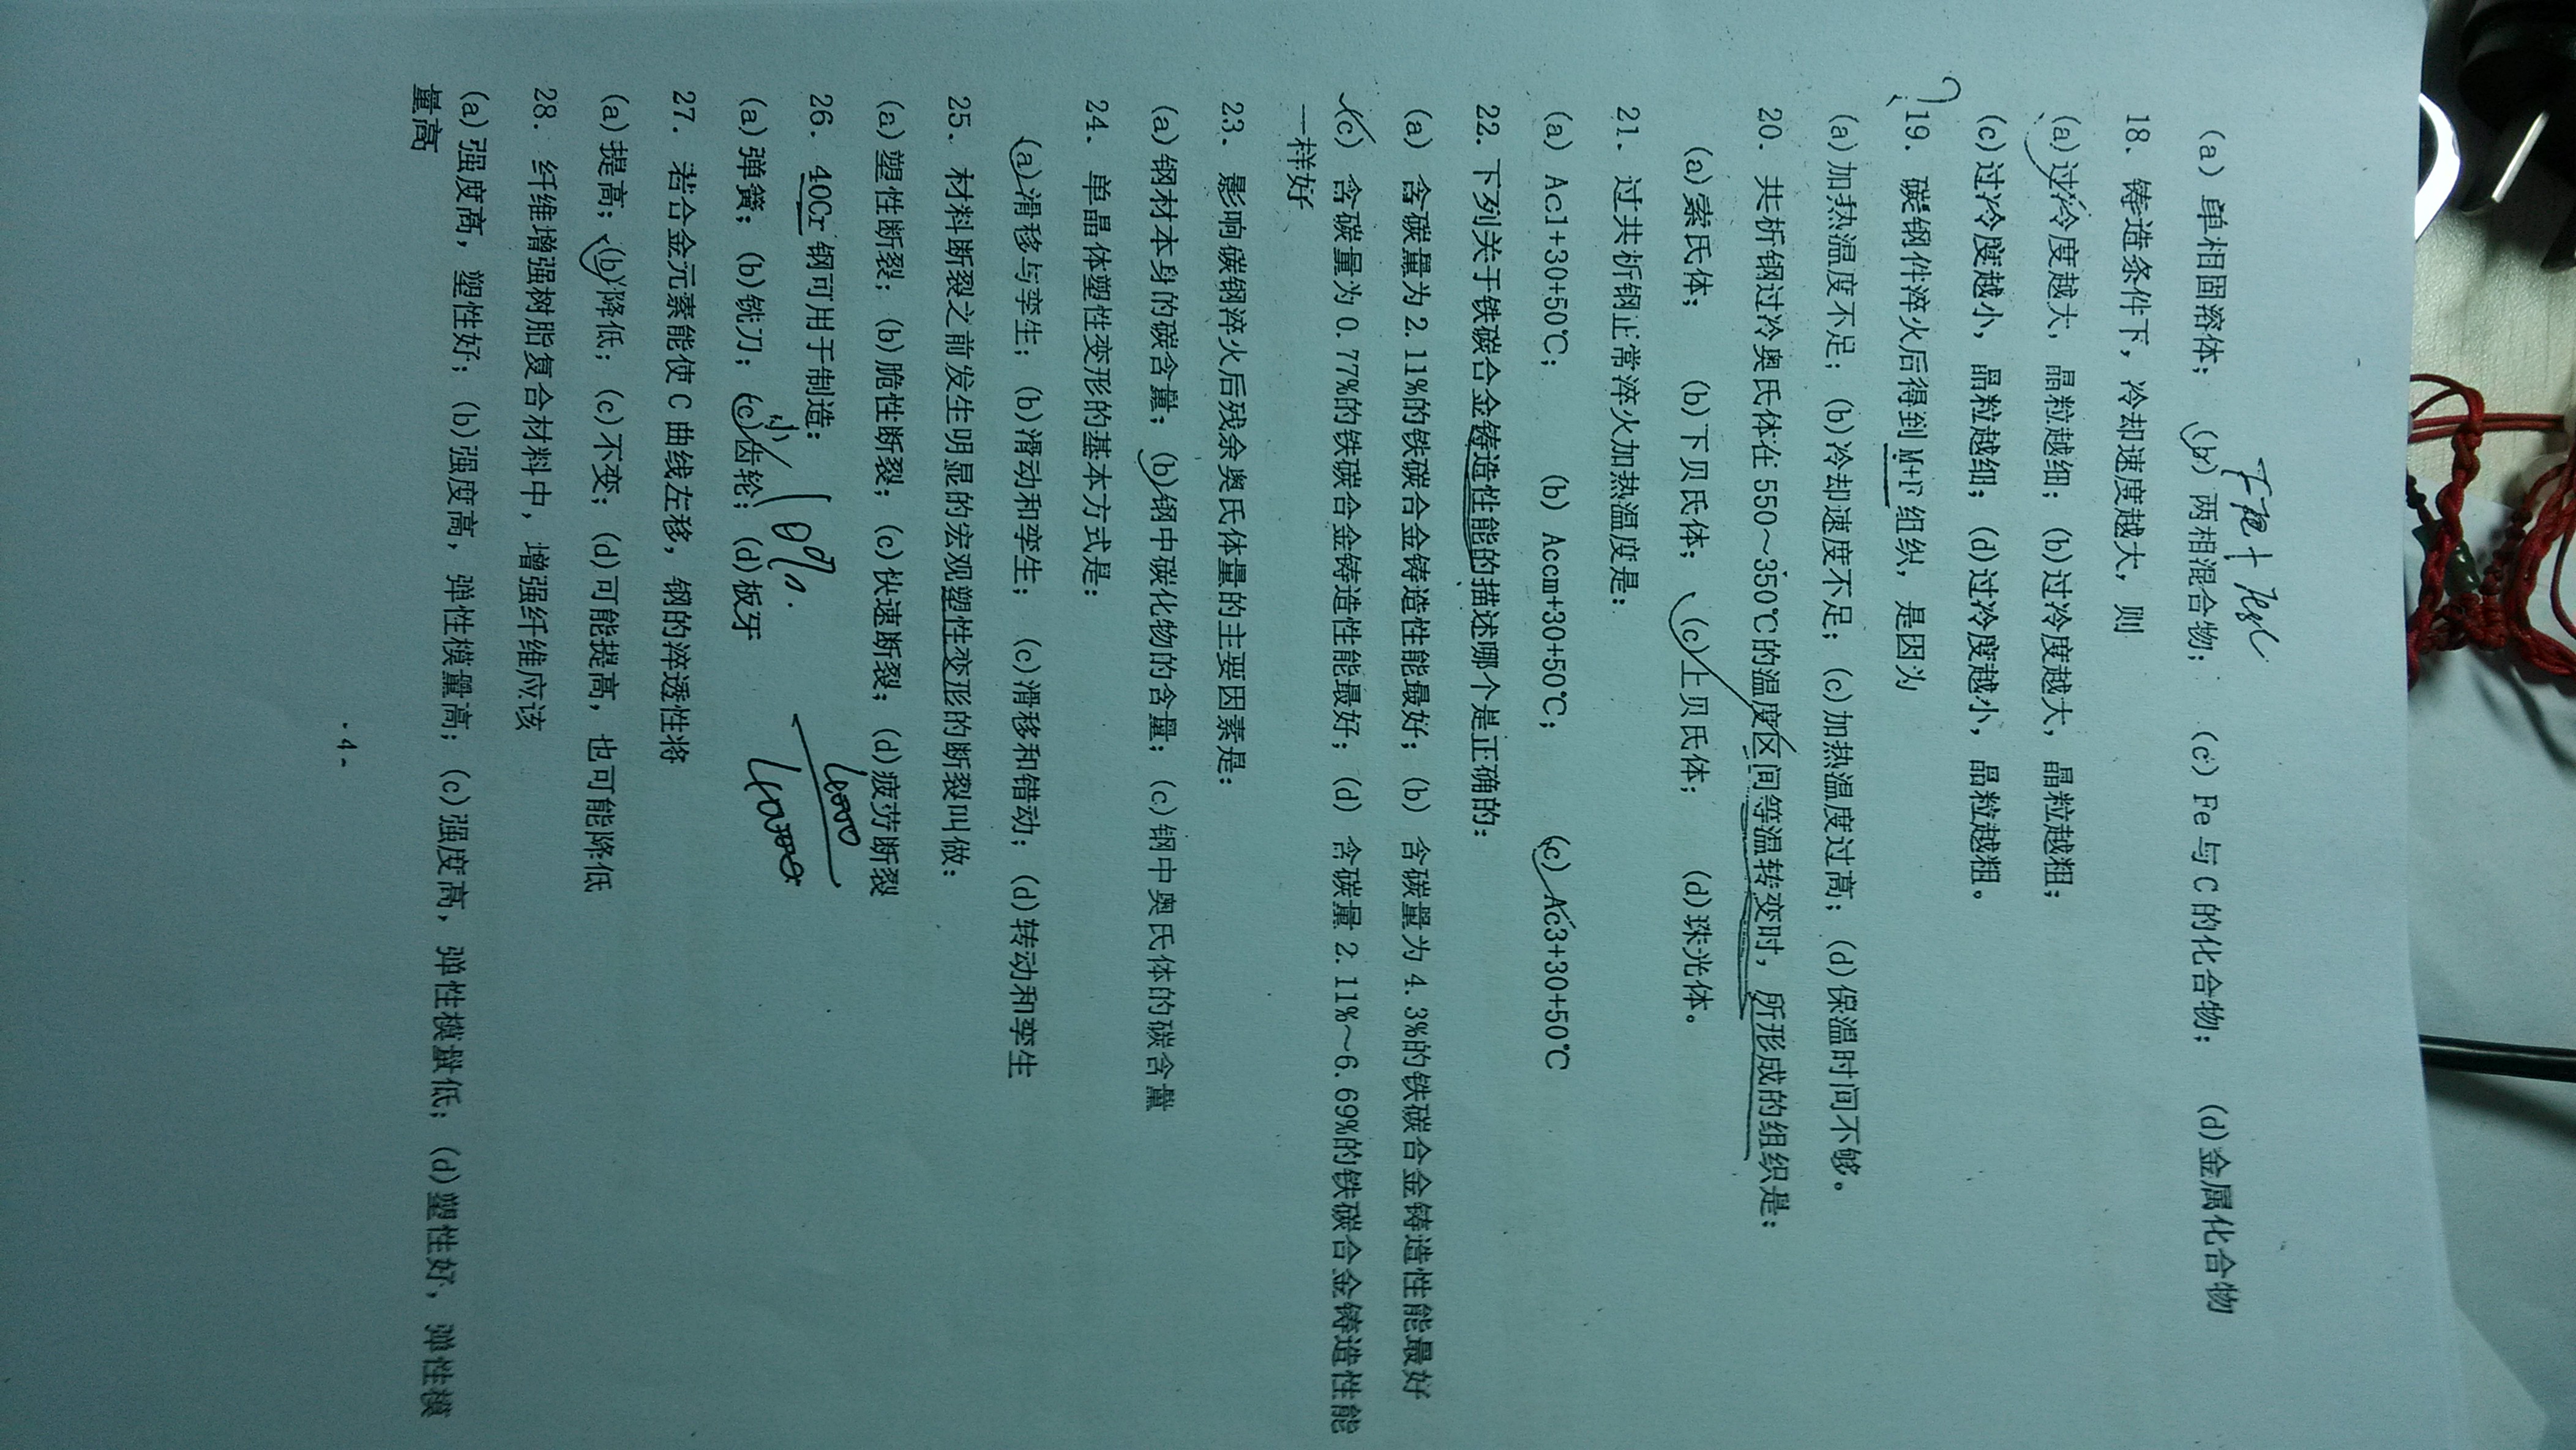 Fe + Fe3C
(a) 单相固溶体； (b) 两相混合物； (c) Fe 与 C 的化合物； (d)金属化合物
18. 铸造条件下，冷却速度越大，则
(a)过冷度越大，晶粒越细；(b)过冷度越大，晶粒越粗；
(c)过冷度越小，晶粒越细；(d)过冷度越小，晶粒越粗。
? 19. 碳钢件淬火后得到 M+F 组织，是因为
(a)加热温度不足；(b)冷却速度不足；(c)加热温度过高；(d)保温时间不够。
20. 共析钢过冷奥氏体在 550～350℃的温度区间等温转变时，所形成的组织是：
(a)索氏体； (b)下贝氏体； (c)上贝氏体； (d)珠光体。
21. 过共析钢正常淬火加热温度是：
(a) Ac1+30+50℃； (b) Accm+30+50℃； (c) Ac3+30+50℃
22. 下列关于铁碳合金铸造性能的描述哪个是正确的：
(a) 含碳量为 2.11%的铁碳合金铸造性能最好；(b) 含碳量为 4.3%的铁碳合金铸造性能最好
(c) 含碳量为 0.77%的铁碳合金铸造性能最好；(d) 含碳量 2.11%～6.69%的铁碳合金铸造性能
一样好
23. 影响碳钢淬火后残余奥氏体量的主要因素是：
(a)钢材本身的碳含量；(b)钢中碳化物的含量；(c)钢中奥氏体的碳含量
24. 单晶体塑性变形的基本方式是：
(a)滑移与孪生；(b)滑动和孪生； (c)滑移和错动；(d)转动和孪生
25. 材料断裂之前发生明显的宏观塑性变形的断裂叫做：
(a)塑性断裂；(b)脆性断裂；(c)快速断裂；(d)疲劳断裂
26. 40Cr 钢可用于制造：
小
(a)弹簧；(b)铣刀；(c)齿轮；(d)板牙
27. 若合金元素能使 C 曲线左移，钢的淬透性将
(a)提高；(b)降低；(c)不变；(d)可能提高，也可能降低
28. 纤维增强树脂复合材料中，增强纤维应该
(a)强度高，塑性好；(b)强度高，弹性模量高；(c)强度高，弹性模量低；(d)塑性好，弹性模
量高
-4-